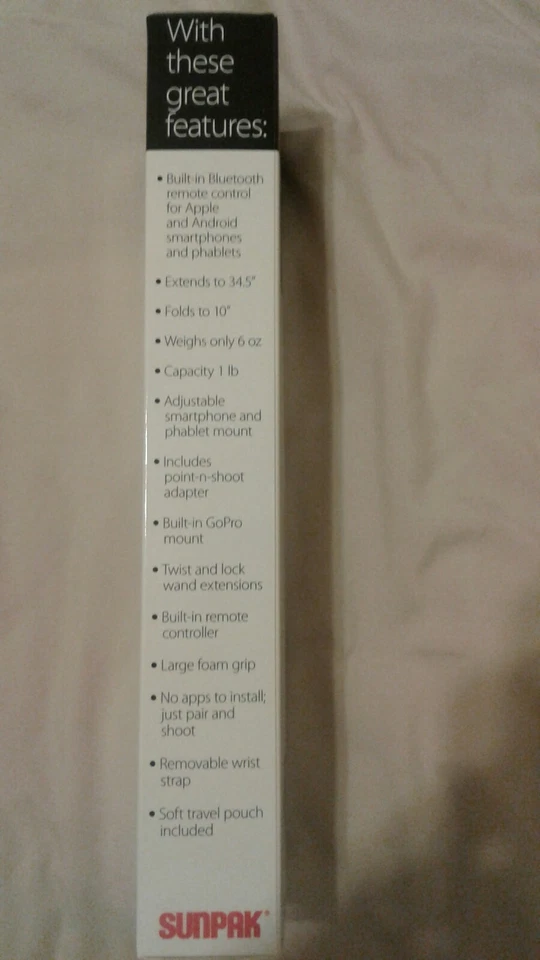 With
these
great
features:
• Built-in Bluetooth
remote control
for Apple
and Android
smartphones
and phablets
• Extends to 34.5"
• Folds to 10"
• Weighs only 6 oz
• Capacity 1 lb
• Adjustable
smartphone and
phablet mount
• Includes
point-n-shoot
adapter
• Built-in GoPro
mount
• Twist and lock
wand extensions
• Built-in remote
controller
• Large foam grip
• No apps to install;
just pair and
shoot
• Removable wrist
strap
• Soft travel pouch
included
SUNPAK®